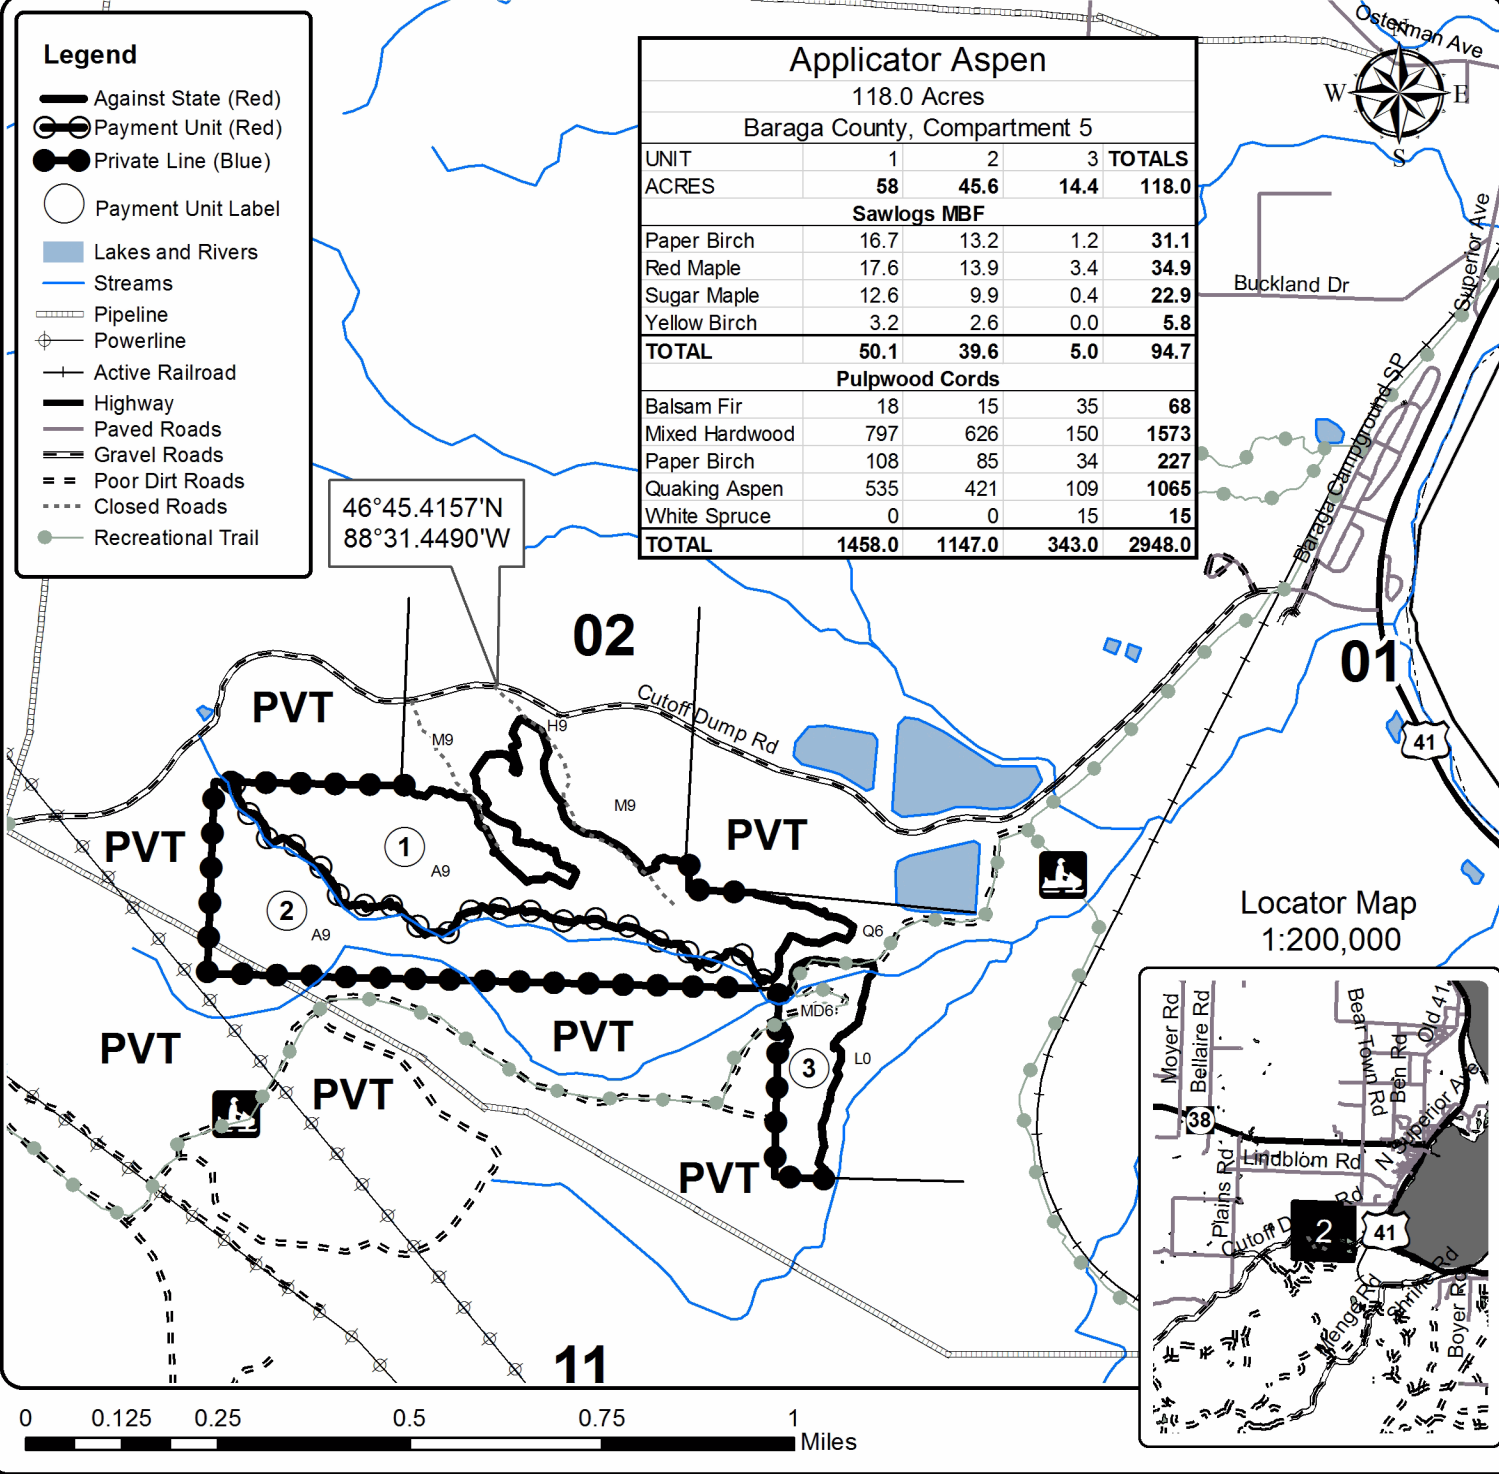 Legend
Against State (Red)
Payment Unit (Red)
Private Line (Blue)
Payment Unit Label
Lakes and Rivers
Streams
Pipeline
Powerline
Active Railroad
Highway
Paved Roads
Gravel Roads
Poor Dirt Roads
Closed Roads
Recreational Trail
Applicator Aspen
118.0 Acres
Baraga County, Compartment 5
UNIT 1 2 3 TOTALS
ACRES 58 45.6 14.4 118.0
Sawlogs MBF
Paper Birch 16.7 13.2 1.2 31.1
Red Maple 17.6 13.9 3.4 34.9
Sugar Maple 12.6 9.9 0.4 22.9
Yellow Birch 3.2 2.6 0.0 5.8
TOTAL 50.1 39.6 5.0 94.7
Pulpwood Cords
Balsam Fir 18 15 35 68
Mixed Hardwood 797 626 150 1573
Paper Birch 108 85 34 227
Quaking Aspen 535 421 109 1065
White Spruce 0 0 15 15
TOTAL 1458.0 1147.0 343.0 2948.0
Osterman Ave
W E
S
Superior Ave
Buckland Dr
Baraga Campground SP
46°45.4157'N
88°31.4490'W
02
01
41
PVT
Cutoff Dump Rd
H9
M9
M9
PVT
PVT
1
A9
2
A9
Q6
MD6
PVT
PVT
PVT
3
L0
PVT
11
Locator Map
1:200,000
Moyer Rd
Bellaire Rd
Bear Town Rd
Ben Rd
Old 41
38
N Superior Ave
Lindblom Rd
Plains Rd
Cutoff D
Rd
2
41
Menge Rd
Shrine Rd
Boyer Rd
0 0.125 0.25 0.5 0.75 1
Miles